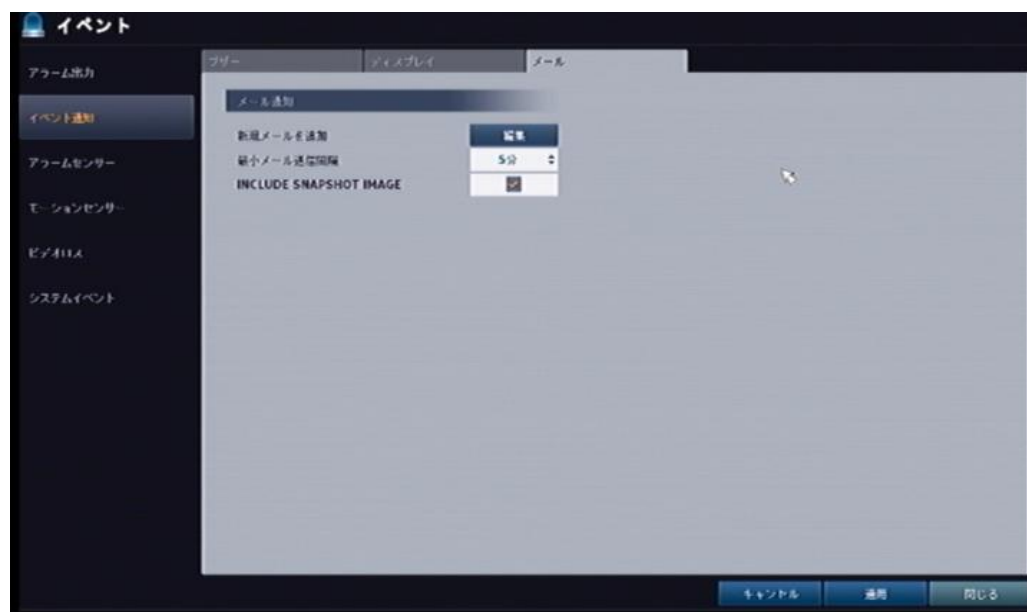 イベント
アラーム出力
イベント通知
アラームセンサー
モーションセンサー
ビデオロス
システムイベント
ブザー
ディスプレイ
メール
メール通知
新規メールを追加
編集
最小メール送信間隔
5分
INCLUDE SNAPSHOT IMAGE
キャンセル
適用
閉じる